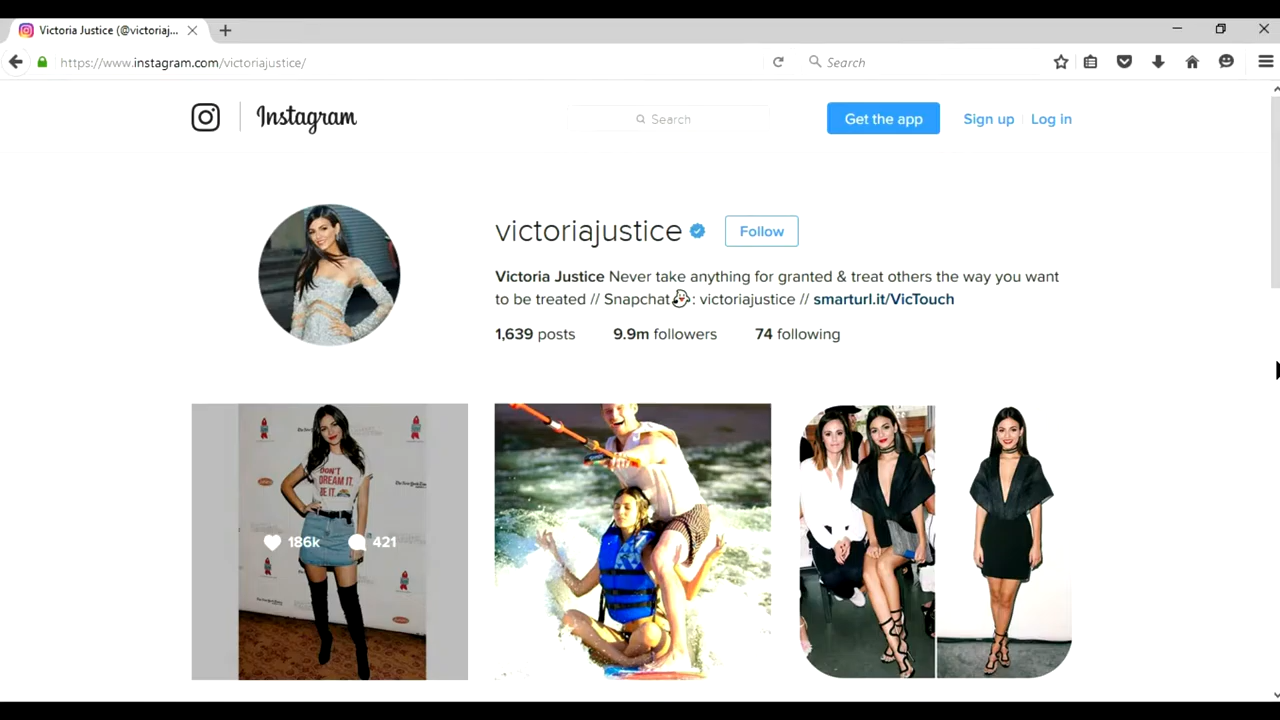 Victoria Justice (@victoriaj...
https://www.instagram.com/victoriajustice/
Search
Instagram
Search
Get the app
Sign up
Log in
victoriajustice
Follow
Victoria Justice Never take anything for granted & treat others the way you want
to be treated // Snapchat👻: victoriajustice // smarturl.it/VicTouch
1,639 posts 9.9m followers 74 following
DON'T
DREAM IT.
BE IT.
186k 421